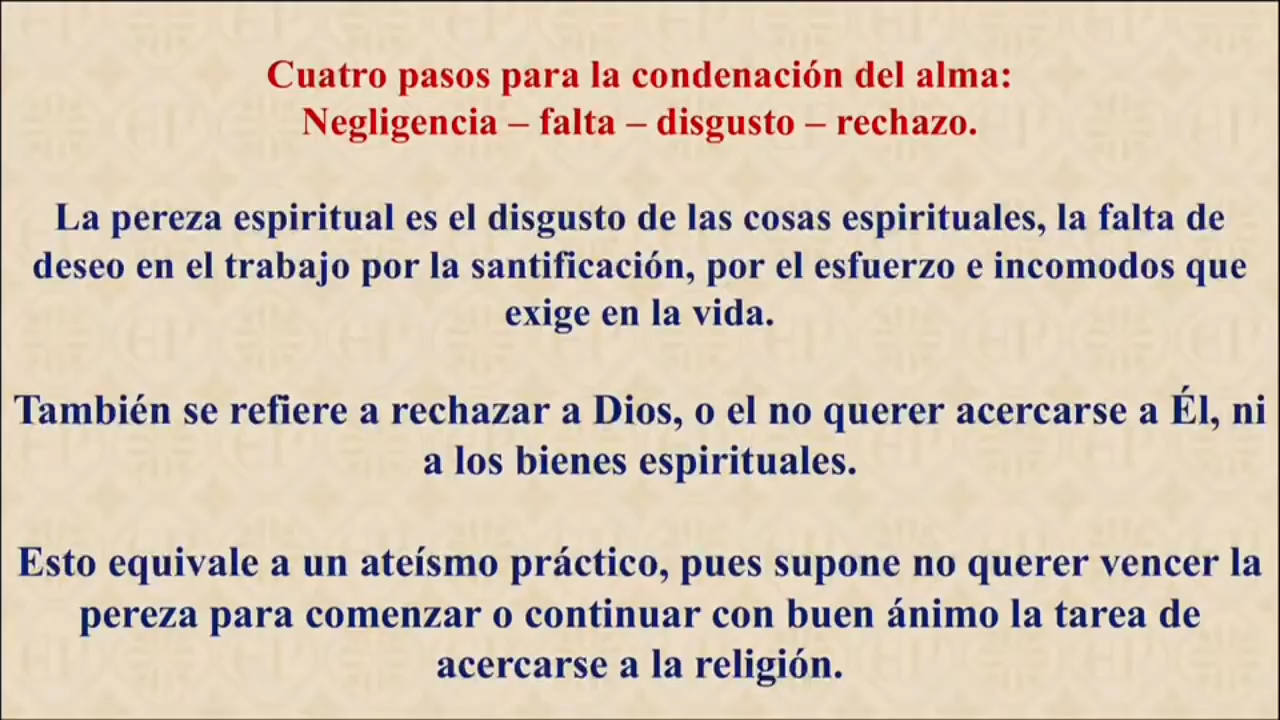 Cuatro pasos para la condenación del alma:
Negligencia – falta – disgusto – rechazo.
La pereza espiritual es el disgusto de las cosas espirituales, la falta de
deseo en el trabajo por la santificación, por el esfuerzo e incomodos que
exige en la vida.
También se refiere a rechazar a Dios, o el no querer acercarse a Él, ni
a los bienes espirituales.
Esto equivale a un ateísmo práctico, pues supone no querer vencer la
pereza para comenzar o continuar con buen ánimo la tarea de
acercarse a la religión.